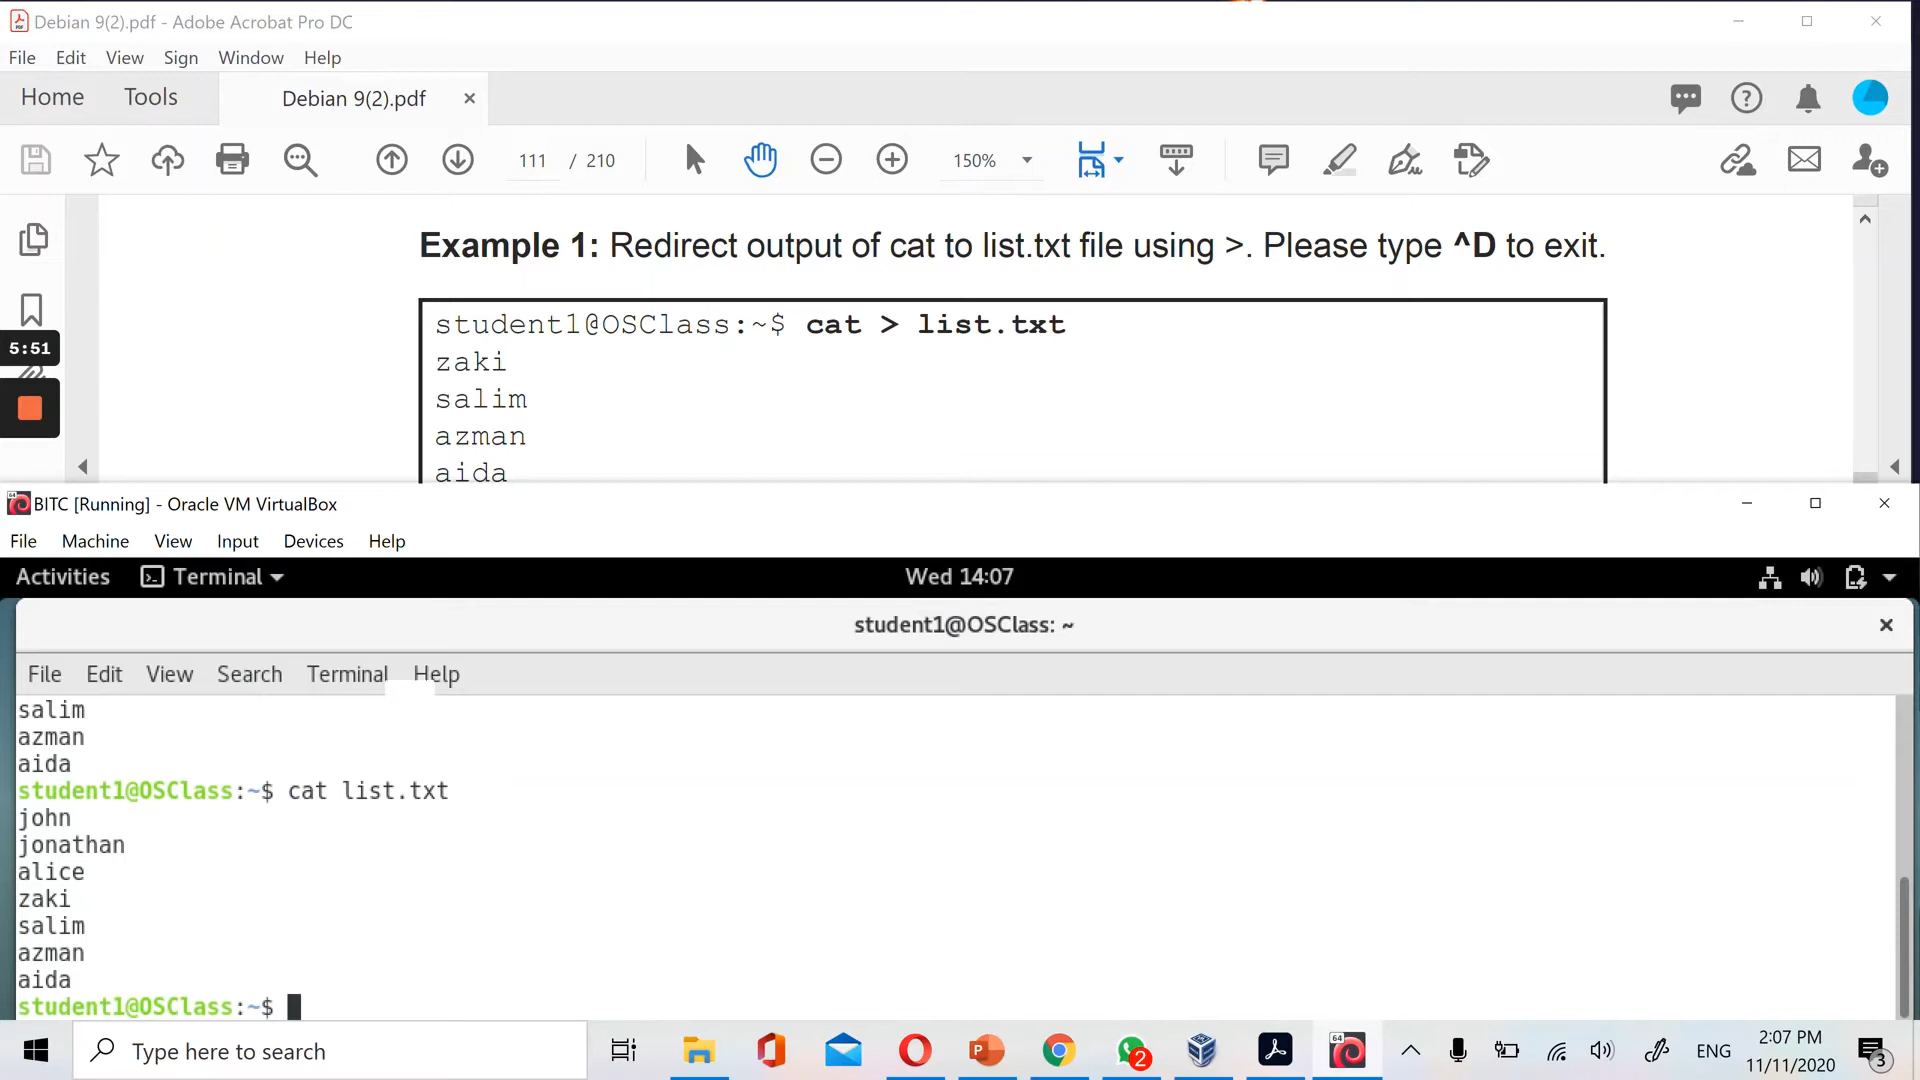 Debian 9(2).pdf - Adobe Acrobat Pro DC
File Edit View Sign Window Help
Home Tools Debian 9(2).pdf
111 / 210 150%
Example 1: Redirect output of cat to list.txt file using >. Please type ^D to exit.
student1@OSClass:~$ cat > list.txt
zaki
5:51
salim
azman
aida
64
BITC [Running] - Oracle VM VirtualBox
File Machine View Input Devices Help
Activities Terminal Wed 14:07
student1@OSClass: ~
File Edit View Search Terminal Help
salim
azman
aida
student1@OSClass:~$ cat list.txt
john
jonathan
alice
zaki
salim
azman
aida
student1@OSClass:~$
Type here to search
P
2
64
ENG
2:07 PM
11/11/2020
3